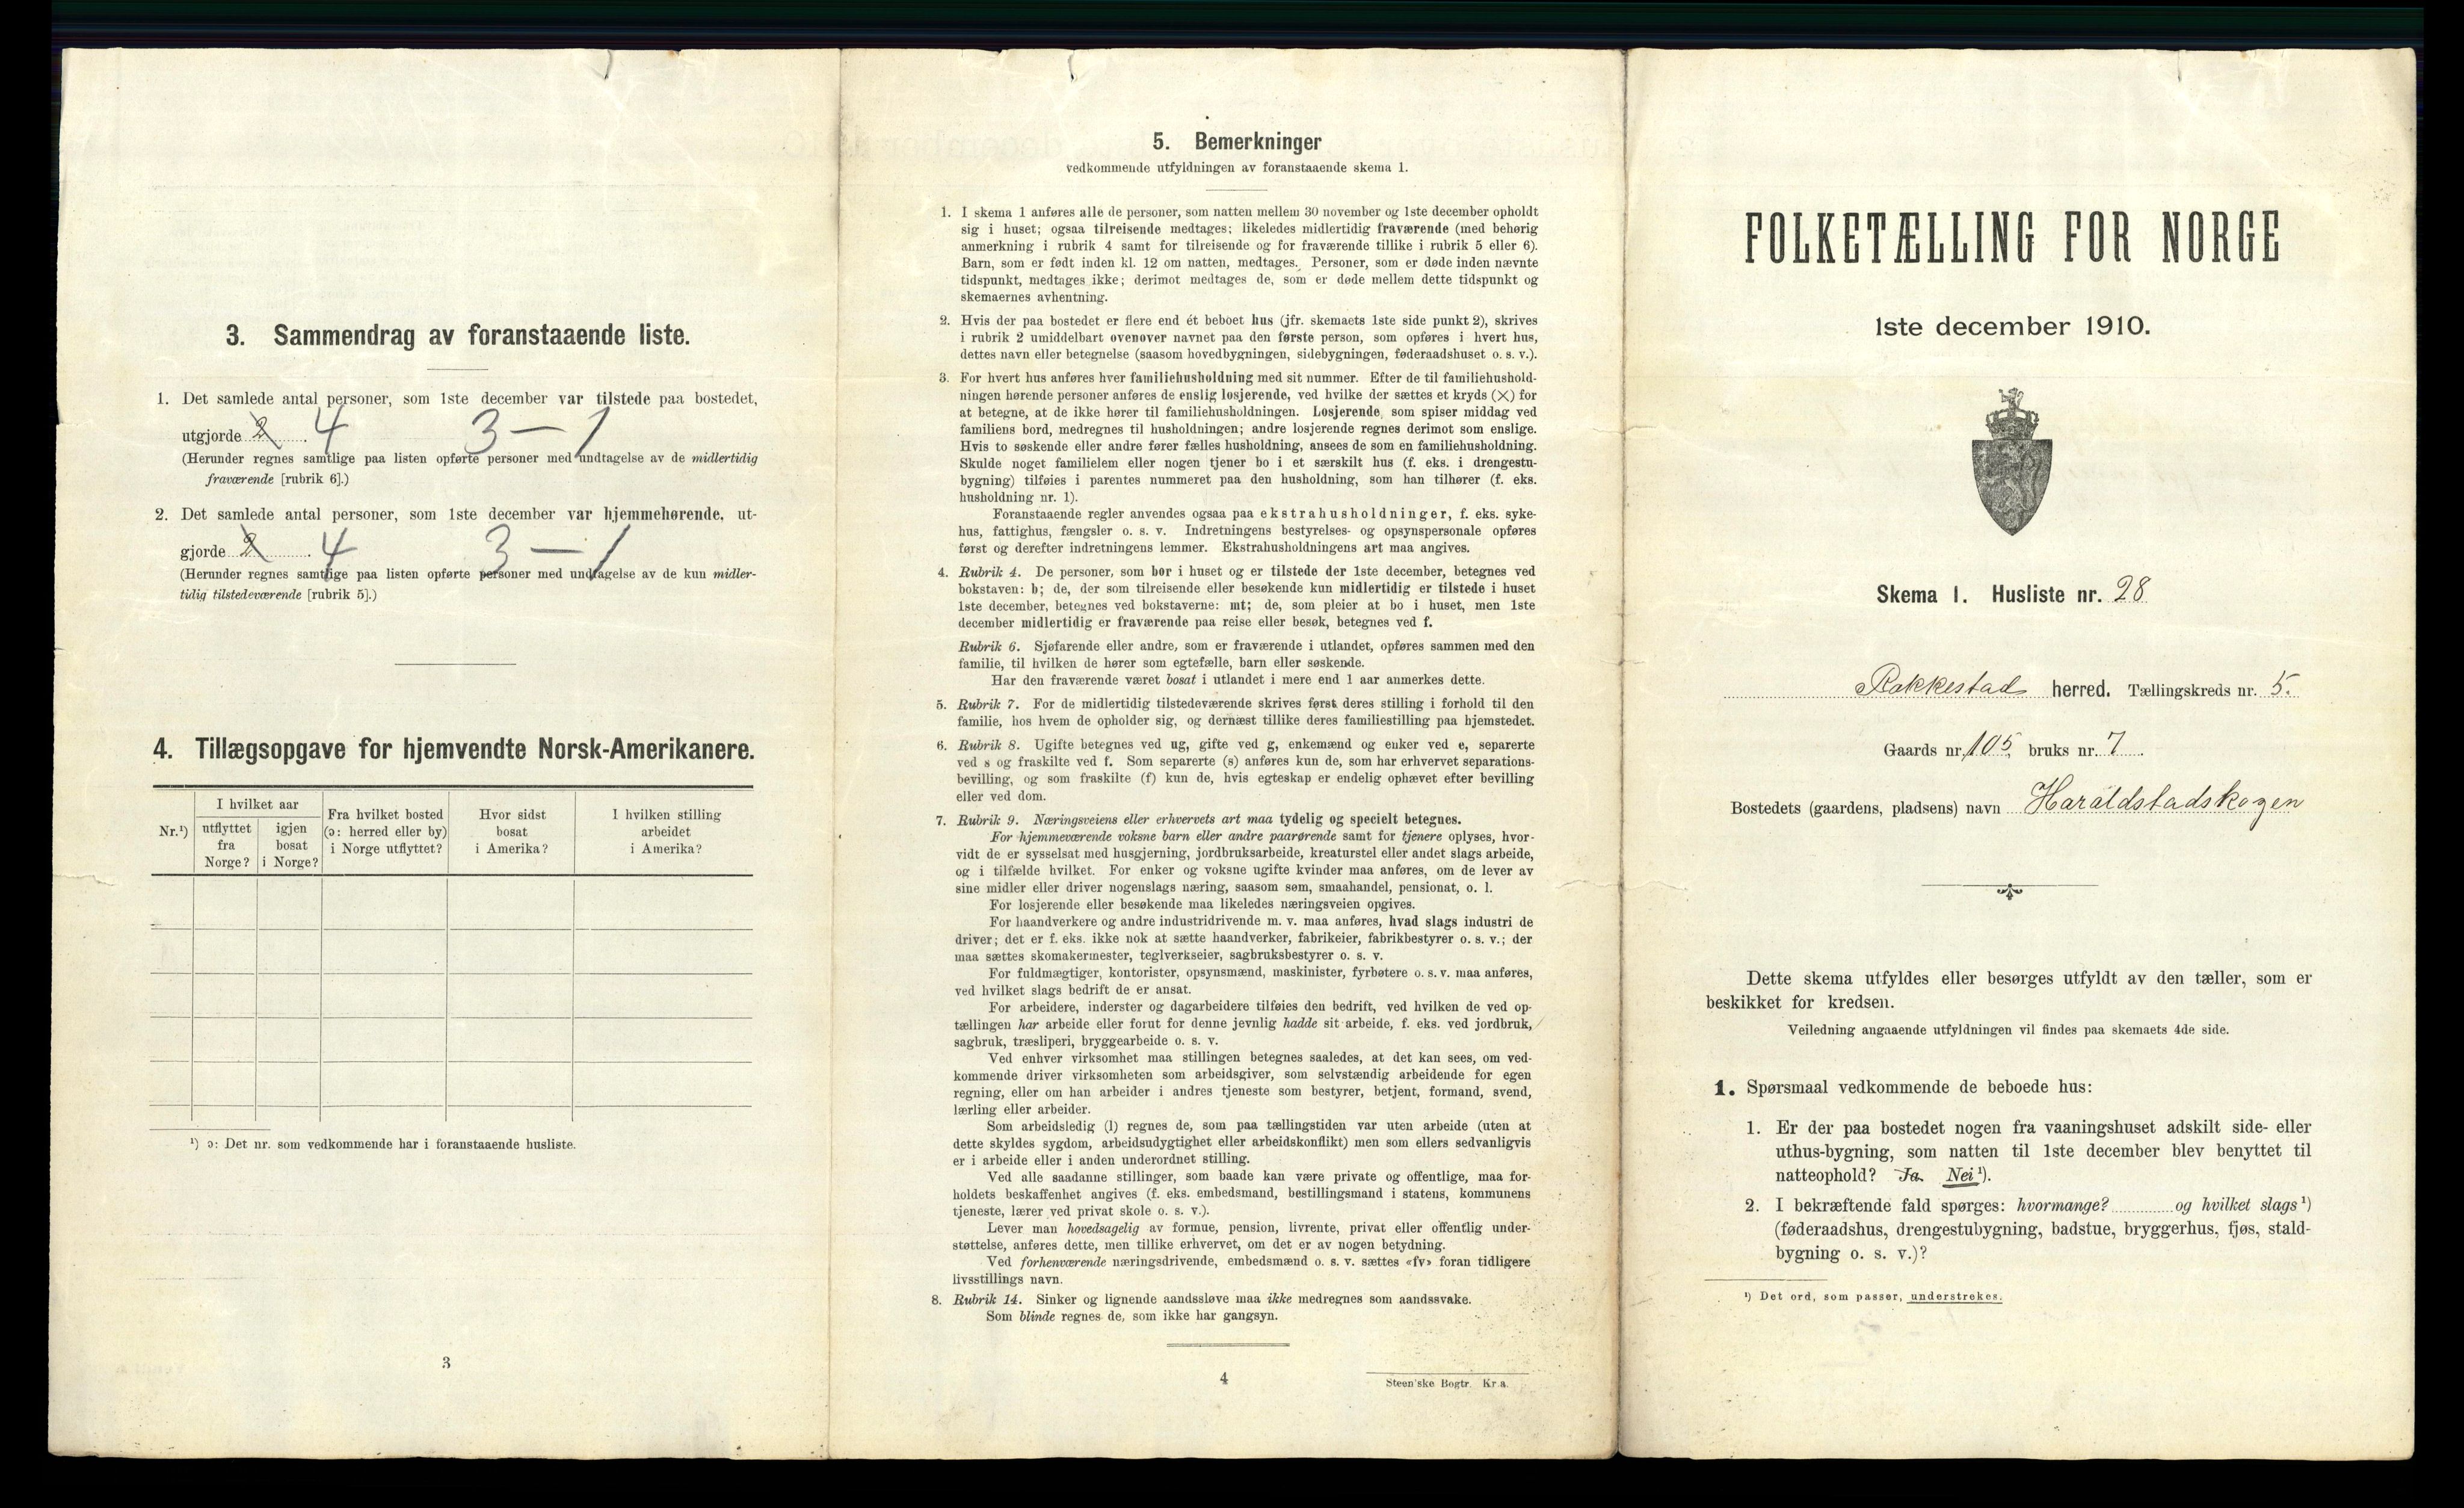 3. Sammendrag av foranstaaende liste.
1. Det samlede antal personer, som 1ste december var tilstede paa bostedet,
utgjorde 2 . 4 3 — 1
(Herunder regnes samtlige paa listen opførte personer med undtagelse av de midlertidig
fraværende [rubrik 6].)
2. Det samlede antal personer, som 1ste december var hjemmehørende, ut-
gjorde 2 . 4 3 — 1
(Herunder regnes samtlige paa listen opførte personer med undtagelse av de kun midler-
tidig tilstedeværende [rubrik 5].)
4. Tillægsopgave for hjemvendte Norsk-Amerikanere.
Nr.¹)
I hvilket aar
utflyttet
fra
Norge?
igjen
bosat
i Norge?
Fra hvilket bosted
(ɔ: herred eller by)
i Norge utflyttet?
Hvor sidst
bosat
i Amerika?
I hvilken stilling
arbeidet
i Amerika?
¹) ɔ: Det nr. som vedkommende har i foranstaaende husliste.
3
5. Bemerkninger
vedkommende utfyldningen av foranstaaende skema 1.
1. I skema 1 anføres alle de personer, som natten mellem 30 november og 1ste december opholdt
sig i huset; ogsaa tilreisende medtages; likeledes midlertidig fraværende (med behørig
anmerkning i rubrik 4 samt for tilreisende og for fraværende tillike i rubrik 5 eller 6).
Barn, som er født inden kl. 12 om natten, medtages. Personer, som er døde inden nævnte
tidspunkt, medtages ikke; derimot medtages de, som er døde mellem dette tidspunkt og
skemaernes avhentning.
2. Hvis der paa bostedet er flere end ét beboet hus (jfr. skemaets 1ste side punkt 2), skrives
i rubrik 2 umiddelbart ovenover navnet paa den første person, som opføres i hvert hus,
dettes navn eller betegnelse (saasom hovedbygningen, sidebygningen, føderaadshuset o. s. v.).
3. For hvert hus anføres hver familiehusholdning med sit nummer. Efter de til familiehushold-
ningen hørende personer anføres de enslig losjerende, ved hvilke der sættes et kryds (×) for
at betegne, at de ikke hører til familiehusholdningen. Losjerende, som spiser middag ved
familiens bord, medregnes til husholdningen; andre losjerende regnes derimot som enslige.
Hvis to søskende eller andre fører fælles husholdning, ansees de som en familiehusholdning.
Skulde noget familielem eller nogen tjener bo i et særskilt hus (f. eks. i drengestu-
bygning) tilføies i parentes nummeret paa den husholdning, som han tilhører (f. eks.
husholdning nr. 1).
Foranstaaende regler anvendes ogsaa paa ekstrahusholdninger, f. eks. syke-
hus, fattighus, fængsler o. s. v. Indretningens bestyrelses- og opsynspersonale opføres
først og derefter indretningens lemmer. Ekstrahusholdningens art maa angives.
4. Rubrik 4. De personer, som bor i huset og er tilstede der 1ste december, betegnes ved
bokstaven: b; de, der som tilreisende eller besøkende kun midlertidig er tilstede i huset
1ste december, betegnes ved bokstaverne: mt; de, som pleier at bo i huset, men 1ste
december midlertidig er fraværende paa reise eller besøk, betegnes ved f.
Rubrik 6. Sjøfarende eller andre, som er fraværende i utlandet, opføres sammen med den
familie, til hvilken de hører som egtefælle, barn eller søskende.
Har den fraværende været bosat i utlandet i mere end 1 aar anmerkes dette.
5. Rubrik 7. For de midlertidig tilstedeværende skrives først deres stilling i forhold til den
familie, hos hvem de opholder sig, og dernæst tillike deres familiestilling paa hjemstedet.
6. Rubrik 8. Ugifte betegnes ved ug, gifte ved g, enkemænd og enker ved e, separerte
ved s og fraskilte ved f. Som separerte (s) anføres kun de, som har erhvervet separations-
bevilling, og som fraskilte (f) kun de, hvis egteskap er endelig ophævet efter bevilling
eller ved dom.
7. Rubrik 9. Næringsveiens eller erhvervets art maa tydelig og specielt betegnes.
For hjemmeværende voksne barn eller andre paarørende samt for tjenere oplyses, hvor-
vidt de er sysselsat med husgjerning, jordbruksarbeide, kreaturstel eller andet slags arbeide,
og i tilfælde hvilket. For enker og voksne ugifte kvinder maa anføres, om de lever av
sine midler eller driver nogenslags næring, saasom søm, smaahandel, pensionat, o. l.
For losjerende eller besøkende maa likeledes næringsveien opgives.
For haandverkere og andre industridrivende m. v. maa anføres, hvad slags industri de
driver; det er f. eks. ikke nok at sætte haandverker, fabrikeier, fabrikbestyrer o. s. v.; der
maa sættes skomakermester, teglverkseier, sagbruksbestyrer o. s. v.
For fuldmægtiger, kontorister, opsynsmænd, maskinister, fyrbøtere o. s. v. maa anføres,
ved hvilket slags bedrift de er ansat.
For arbeidere, inderster og dagarbeidere tilføies den bedrift, ved hvilken de ved op-
tællingen har arbeide eller forut for denne jevnlig hadde sit arbeide, f. eks. ved jordbruk,
sagbruk, træsliperi, bryggearbeide o. s. v.
Ved enhver virksomhet maa stillingen betegnes saaledes, at det kan sees, om ved-
kommende driver virksomheten som arbeidsgiver, som selvstændig arbeidende for egen
regning, eller om han arbeider i andres tjeneste som bestyrer, betjent, formand, svend,
lærling eller arbeider.
Som arbeidsledig (l) regnes de, som paa tællingstiden var uten arbeide (uten at
dette skyldes sygdom, arbeidsudygtighet eller arbeidskonflikt) men som ellers sedvanligvis
er i arbeide eller i anden underordnet stilling.
Ved alle saadanne stillinger, som baade kan være private og offentlige, maa for-
holdets beskaffenhet angives (f. eks. embedsmand, bestillingsmand i statens, kommunens
tjeneste, lærer ved privat skole o. s. v.).
Lever man hovedsagelig av formue, pension, livrente, privat eller offentlig under-
støttelse, anføres dette, men tillike erhvervet, om det er av nogen betydning.
Ved forhenværende næringsdrivende, embedsmænd o. s. v. sættes «fv» foran tidligere
livsstillings navn.
8. Rubrik 14. Sinker og lignende aandssløve maa ikke medregnes som aandssvake.
Som blinde regnes de, som ikke har gangsyn.
4
Steen'ske Bogtr. Kr.a.
FOLKETÆLLING FOR NORGE
1ste december 1910.
Skema 1. Husliste nr. 28
Rakkestad herred. Tællingskreds nr. 5.
Gaards nr. 105 bruks nr. 7.
Bostedets (gaardens, pladsens) navn Haraldstadskogen
Dette skema utfyldes eller besørges utfyldt av den tæller, som er
beskikket for kredsen.
Veiledning angaaende utfyldningen vil findes paa skemaets 4de side.
1. Spørsmaal vedkommende de beboede hus:
1. Er der paa bostedet nogen fra vaaningshuset adskilt side- eller
uthus-bygning, som natten til 1ste december blev benyttet til
natteophold? Ja. Nei¹).
2. I bekræftende fald spørges: hvormange? og hvilket slags¹)
(føderaadshus, drengestubygning, badstue, bryggerhus, fjøs, stald-
bygning o. s. v.)?
¹) Det ord, som passer, understrekes.